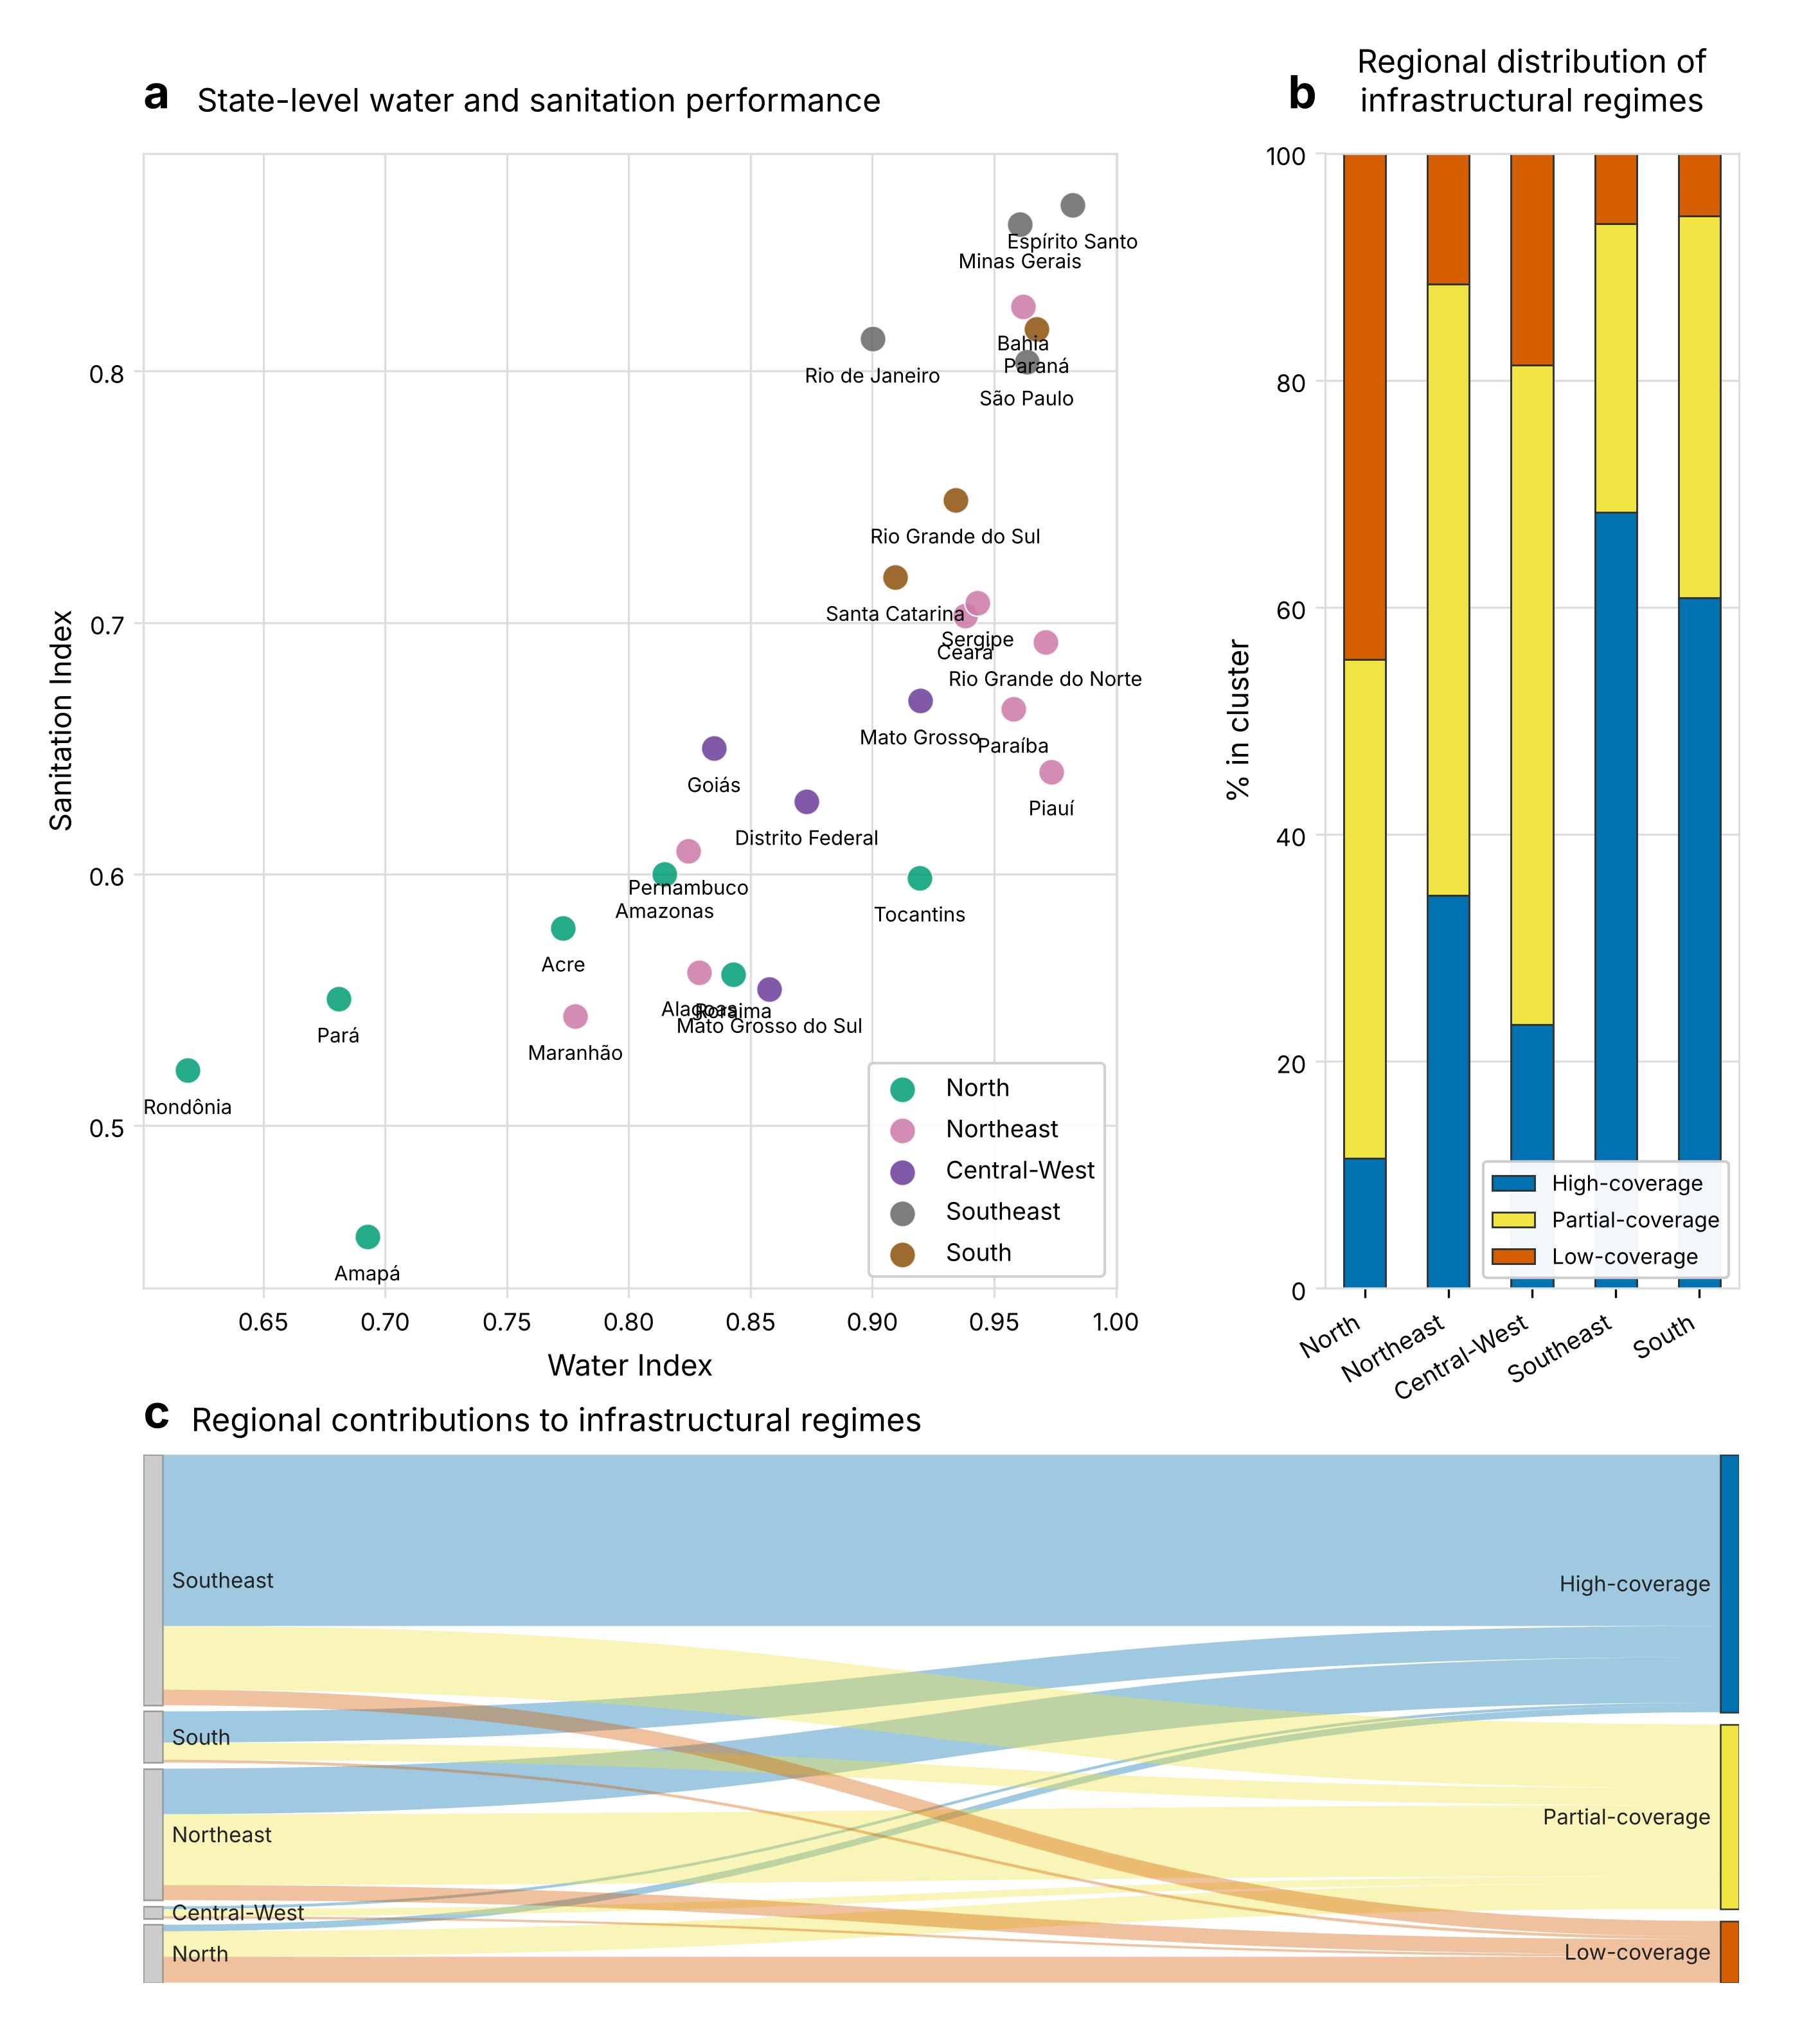 a State-level water and sanitation performance
Sanitation Index
0.8
0.7
0.6
0.5
Espírito Santo
Minas Gerais
Bahia
Paraná
Rio de Janeiro
São Paulo
Rio Grande do Sul
Santa Catarina
Sergipe
Ceará
Rio Grande do Norte
Mato Grosso
Paraíba
Goiás
Piauí
Distrito Federal
Pernambuco
Amazonas
Tocantins
Acre
Alagoas
Roraima
Mato Grosso do Sul
Pará
Maranhão
Rondônia
Amapá
North
Northeast
Central-West
Southeast
South
0.65 0.70 0.75 0.80 0.85 0.90 0.95 1.00
Water Index
b Regional distribution of
infrastructural regimes
% in cluster
100
80
60
40
20
0
High-coverage
Partial-coverage
Low-coverage
North
Northeast
Central-West
Southeast
South
c Regional contributions to infrastructural regimes
Southeast
South
Northeast
Central-West
North
High-coverage
Partial-coverage
Low-coverage